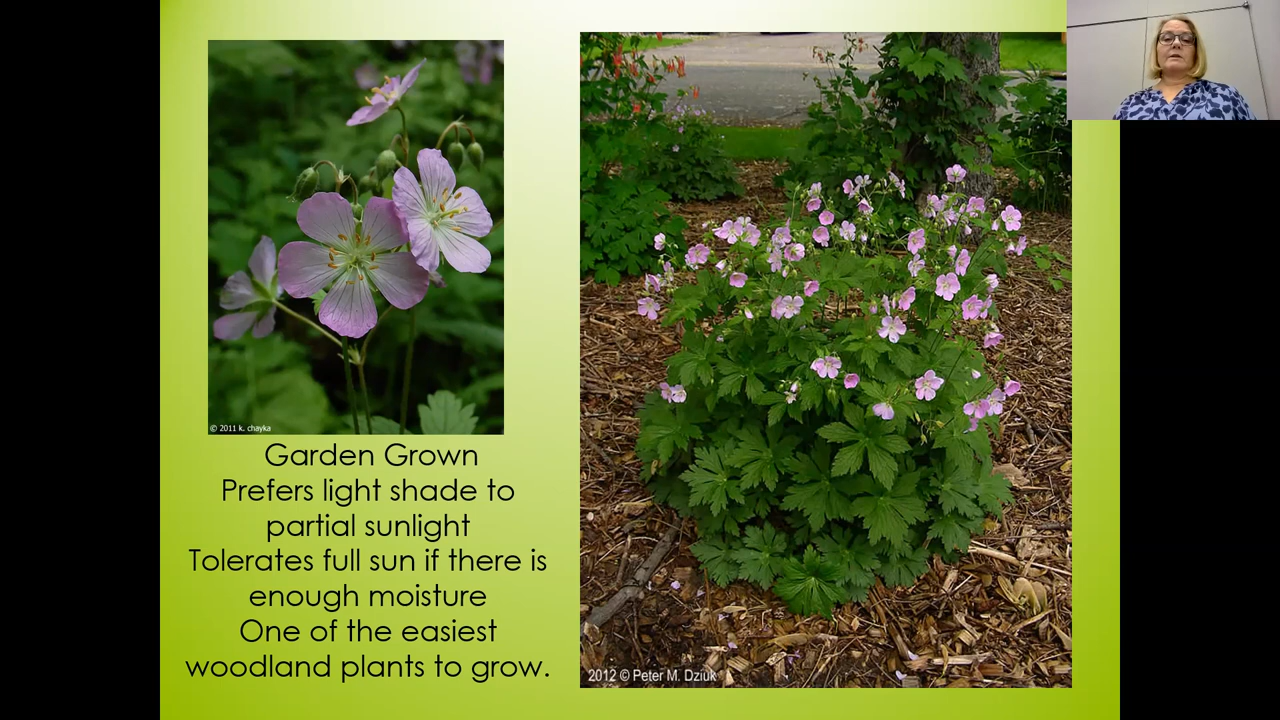 © 2011 k. chayka
Garden Grown
Prefers light shade to
partial sunlight
Tolerates full sun if there is
enough moisture
One of the easiest
woodland plants to grow.
2012 © Peter M. Dziuk